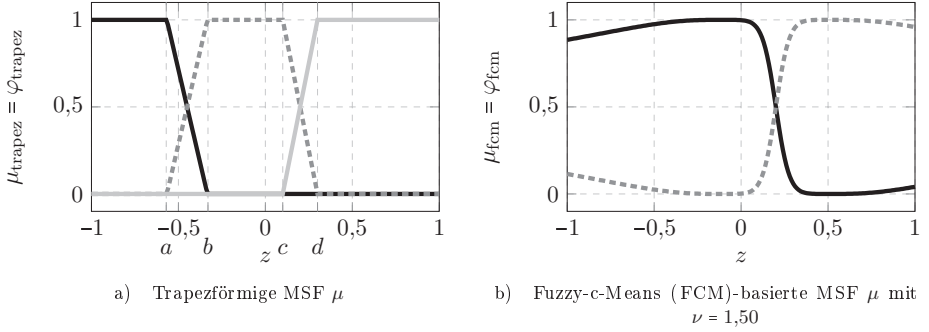 μtrapez = φtrapez
1
0,5
0
−1
−0,5
0
0,5
1
a
b
z
c
d
a) Trapezförmige MSF μ
μfcm = φfcm
1
0,5
0
−1
−0,5
0
0,5
1
z
b) Fuzzy-c-Means (FCM)-basierte MSF μ mit
ν = 1,50